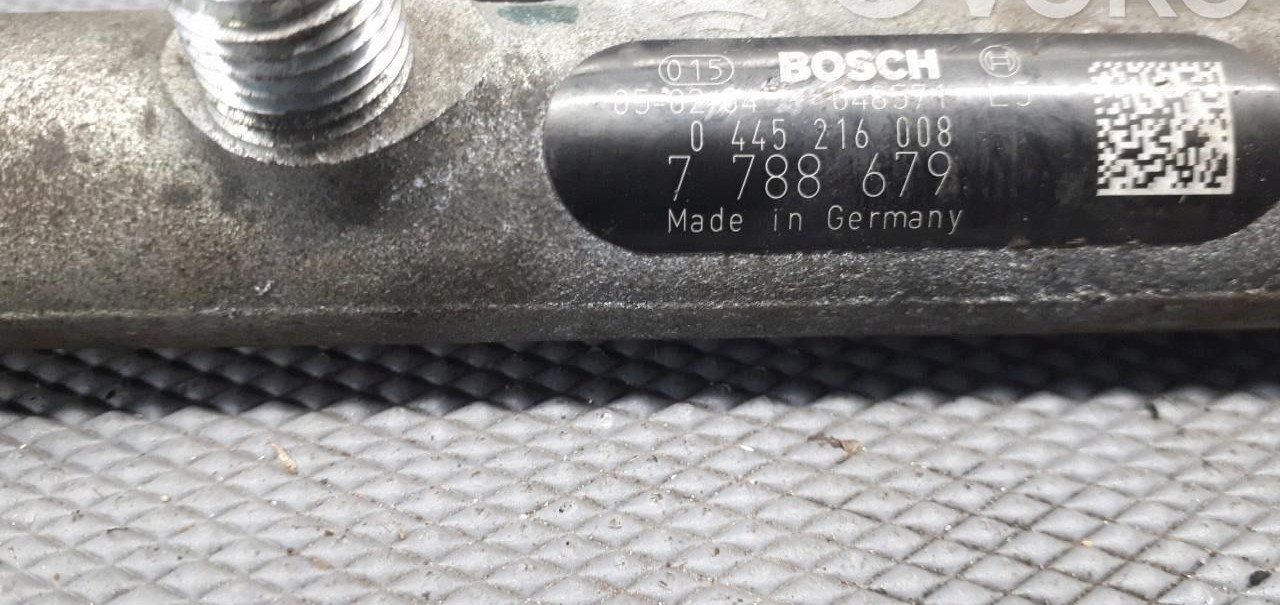 015 BOSCH
0 445 216 008
7 788 679
Made in Germany